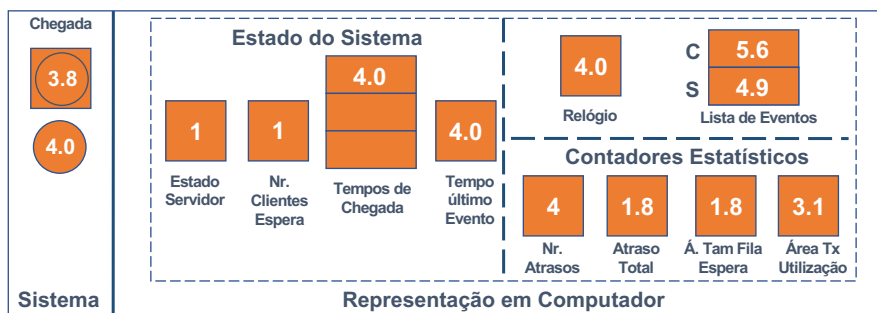 Chegada
3.8
4.0
Sistema
Estado do Sistema
1
Estado
Servidor
1
Nr.
Clientes
Espera
4.0
Tempos de
Chegada
4.0
Tempo
último
Evento
4.0
Relógio
C
5.6
S
4.9
Lista de Eventos
Contadores Estatísticos
4
Nr.
Atrasos
1.8
Atraso
Total
1.8
Á. Tam Fila
Espera
3.1
Área Tx
Utilização
Representação em Computador